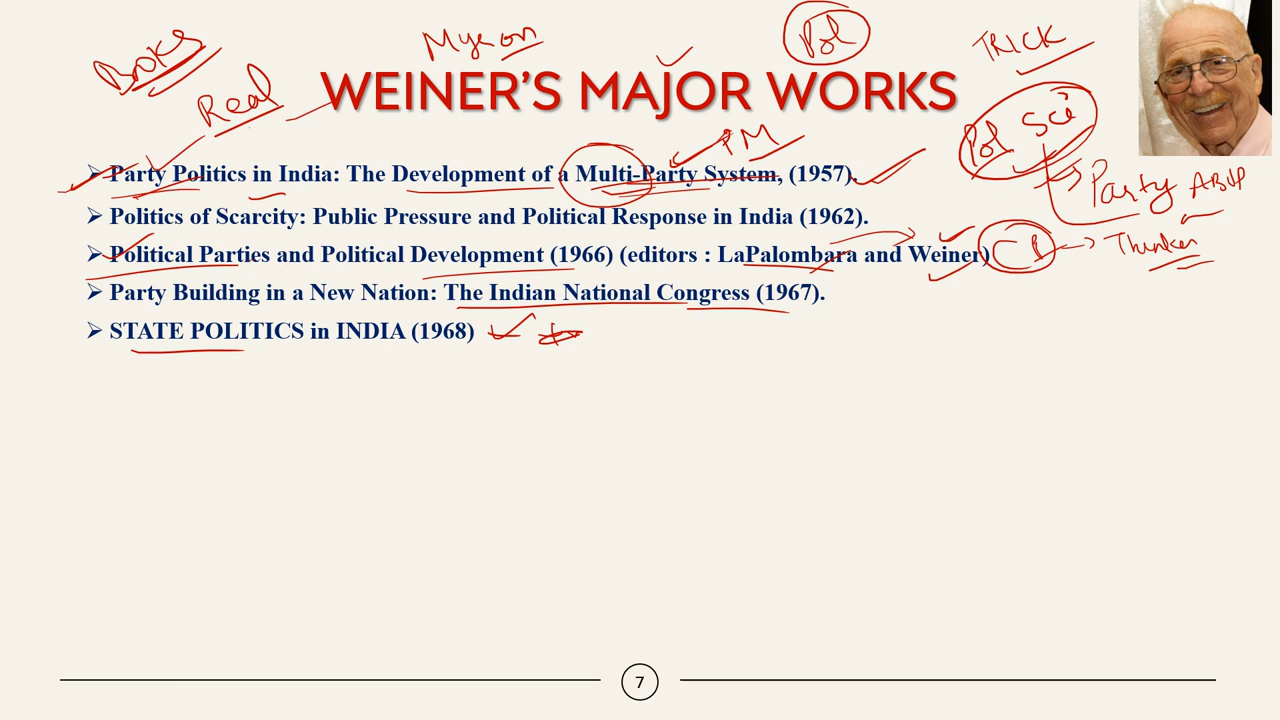 Books
Real
Myron
Pol
TRICK
WEINER'S MAJOR WORKS
PM
Pol Sci
Party
➢ Party Politics in India: The Development of a Multi-Party System, (1957).
➢ Politics of Scarcity: Public Pressure and Political Response in India (1962).
➢ Political Parties and Political Development (1966) (editors : LaPalombara and Weiner)
Thinker
➢ Party Building in a New Nation: The Indian National Congress (1967).
➢ STATE POLITICS in INDIA (1968)
7